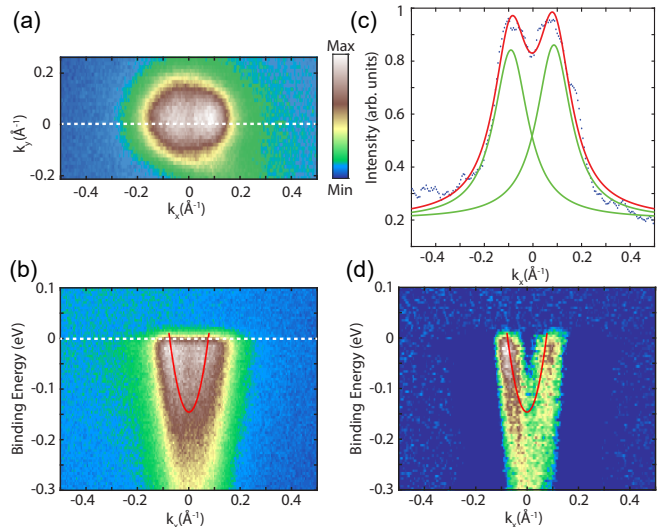 (a)
0.2
0
-0.2
k_y(Å⁻¹)
-0.4 -0.2 0 0.2 0.4
k_x(Å⁻¹)
Max
Min
(c)
1
0.8
0.6
0.4
0.2
Intensity (arb. units)
-0.4 -0.2 0 0.2 0.4
k_x(Å⁻¹)
(b)
0.1
0
-0.1
-0.2
-0.3
Binding Energy (eV)
-0.4 -0.2 0 0.2 0.4
k_x(Å⁻¹)
(d)
0.1
0
-0.1
-0.2
-0.3
Binding Energy (eV)
-0.4 -0.2 0 0.2 0.4
k_x(Å⁻¹)